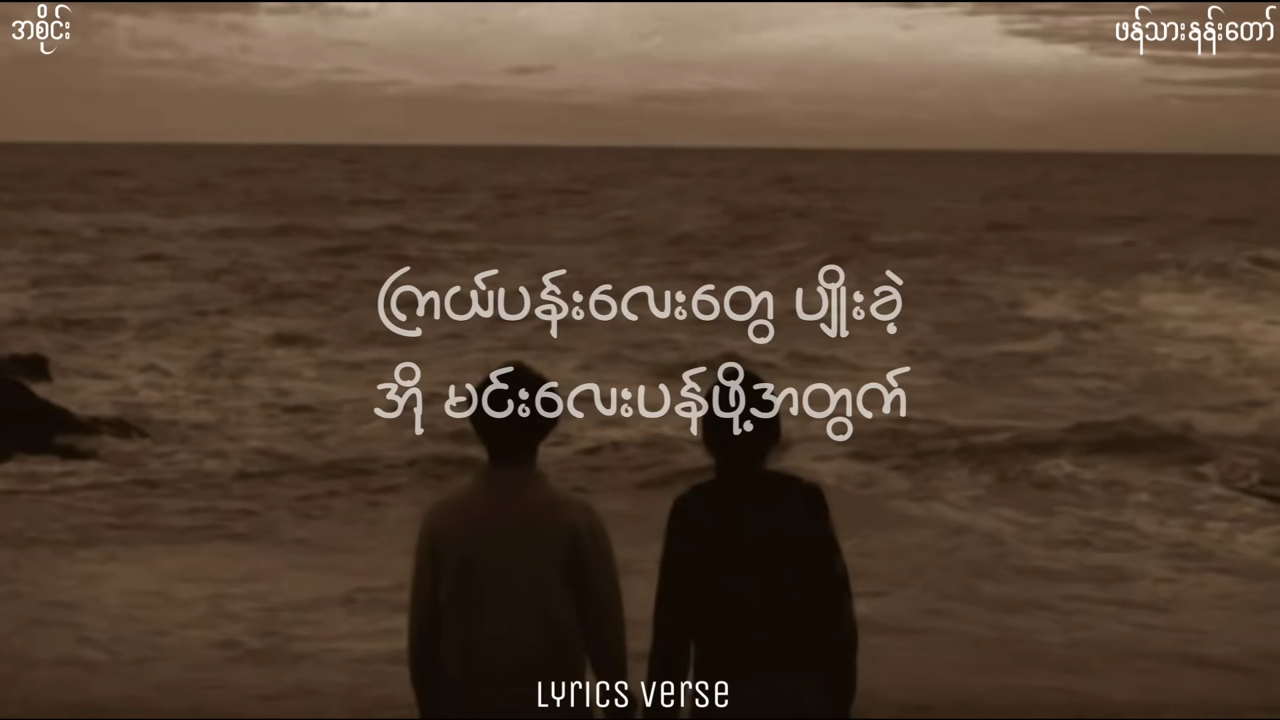 အစိုင်း
ဖန်သားနန်းတော်
ကြယ်ပန်းလေးတွေ ပျိုးခဲ့
အို မင်းလေးပန်ဖို့အတွက်
Lyrics Verse